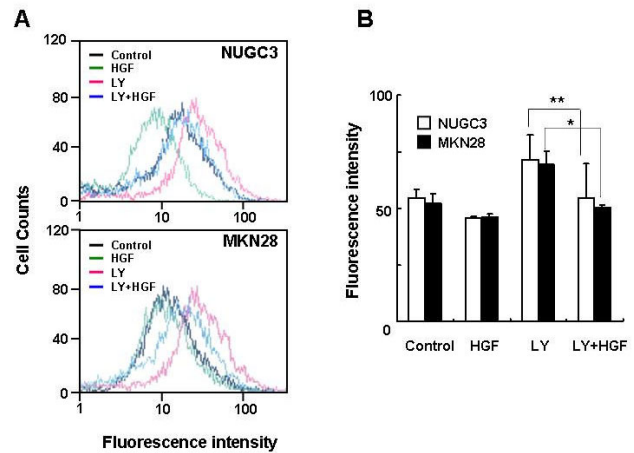 A
120
80
40
0
Control
HGF
LY
LY+HGF
NUGC3
1
10
100
120
80
40
0
Control
HGF
LY
LY+HGF
MKN28
1
10
100
Cell Counts
Fluorescence intensity
B
100
50
0
Fluorescence intensity
NUGC3
MKN28
**
*
Control HGF LY LY+HGF